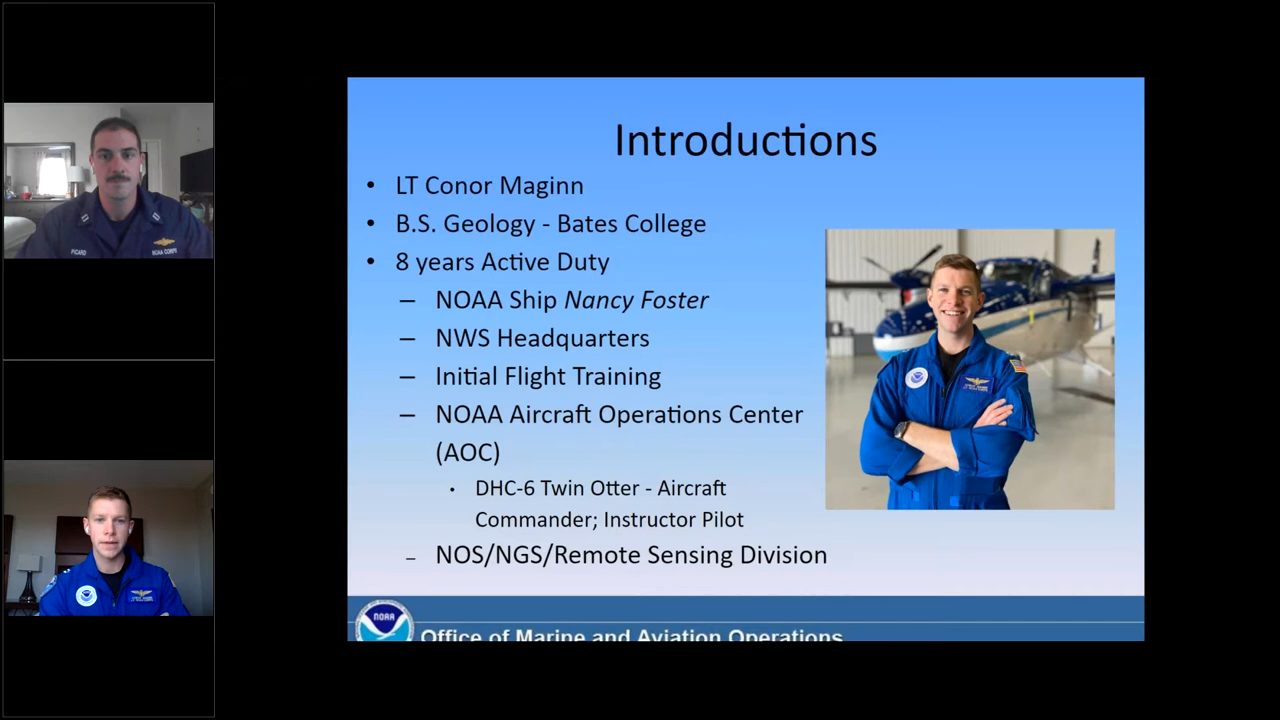 Introductions
• LT Conor Maginn
• B.S. Geology - Bates College
• 8 years Active Duty
– NOAA Ship Nancy Foster
– NWS Headquarters
– Initial Flight Training
– NOAA Aircraft Operations Center
(AOC)
• DHC-6 Twin Otter - Aircraft
Commander; Instructor Pilot
– NOS/NGS/Remote Sensing Division
NOAA
Office of Marine and Aviation Operations
PICARD
NOAA CORPS